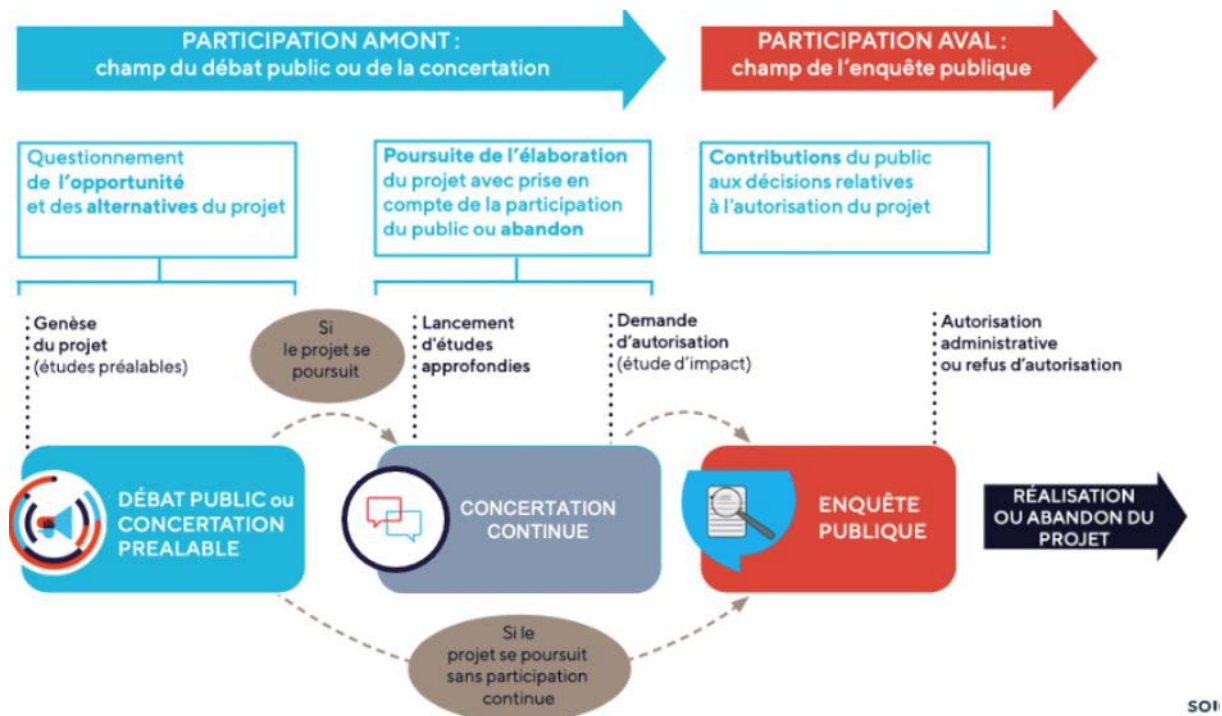 PARTICIPATION AMONT :
champ du débat public ou de la concertation
PARTICIPATION AVAL :
champ de l'enquête publique
Questionnement
de l'opportunité
et des alternatives du projet
Poursuite de l'élaboration
du projet avec prise en
compte de la participation
du public ou abandon
Contributions du public
aux décisions relatives
à l'autorisation du projet
Genèse
du projet
(études préalables)
Si
le projet se
poursuit
Lancement
d'études
approfondies
Demande
d'autorisation
(étude d'impact)
Autorisation
administrative
ou refus d'autorisation
DÉBAT PUBLIC ou
CONCERTATION
PREALABLE
CONCERTATION
CONTINUE
ENQUÊTE
PUBLIQUE
RÉALISATION
OU ABANDON DU
PROJET
Si le
projet se poursuit
sans participation
continue